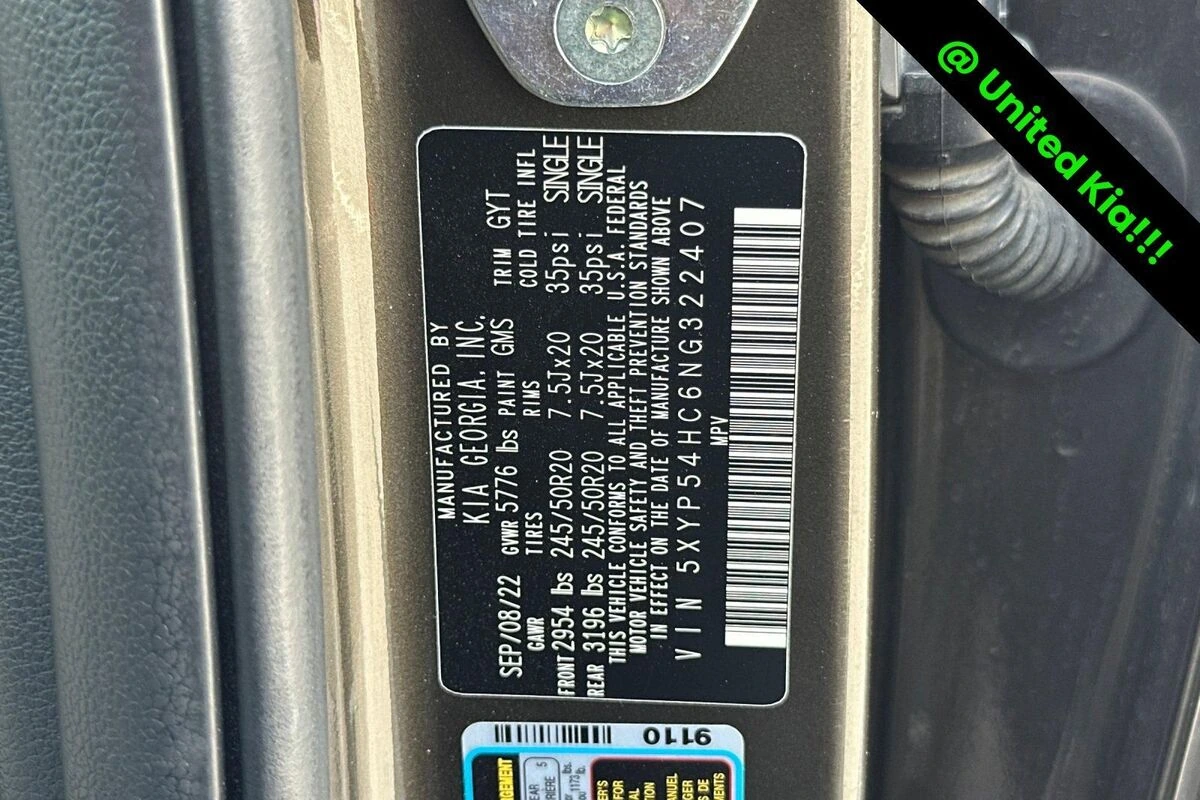 @ United Kia!!!
MANUFACTURED BY
KIA GEORGIA, INC.
SEP/08/22 GVWR 5776 lbs PAINT GMS TRIM GYT
GAWR TIRES RIMS COLD TIRE INFL
FRONT 2954 lbs 245/50R20 7.5Jx20 35psi SINGLE
REAR 3196 lbs 245/50R20 7.5Jx20 35psi SINGLE
THIS VEHICLE CONFORMS TO ALL APPLICABLE U.S.A. FEDERAL
MOTOR VEHICLE SAFETY AND THEFT PREVENTION STANDARDS
IN EFFECT ON THE DATE OF MANUFACTURE SHOWN ABOVE
VIN 5XYP54HC6NG322407
MPV
9110